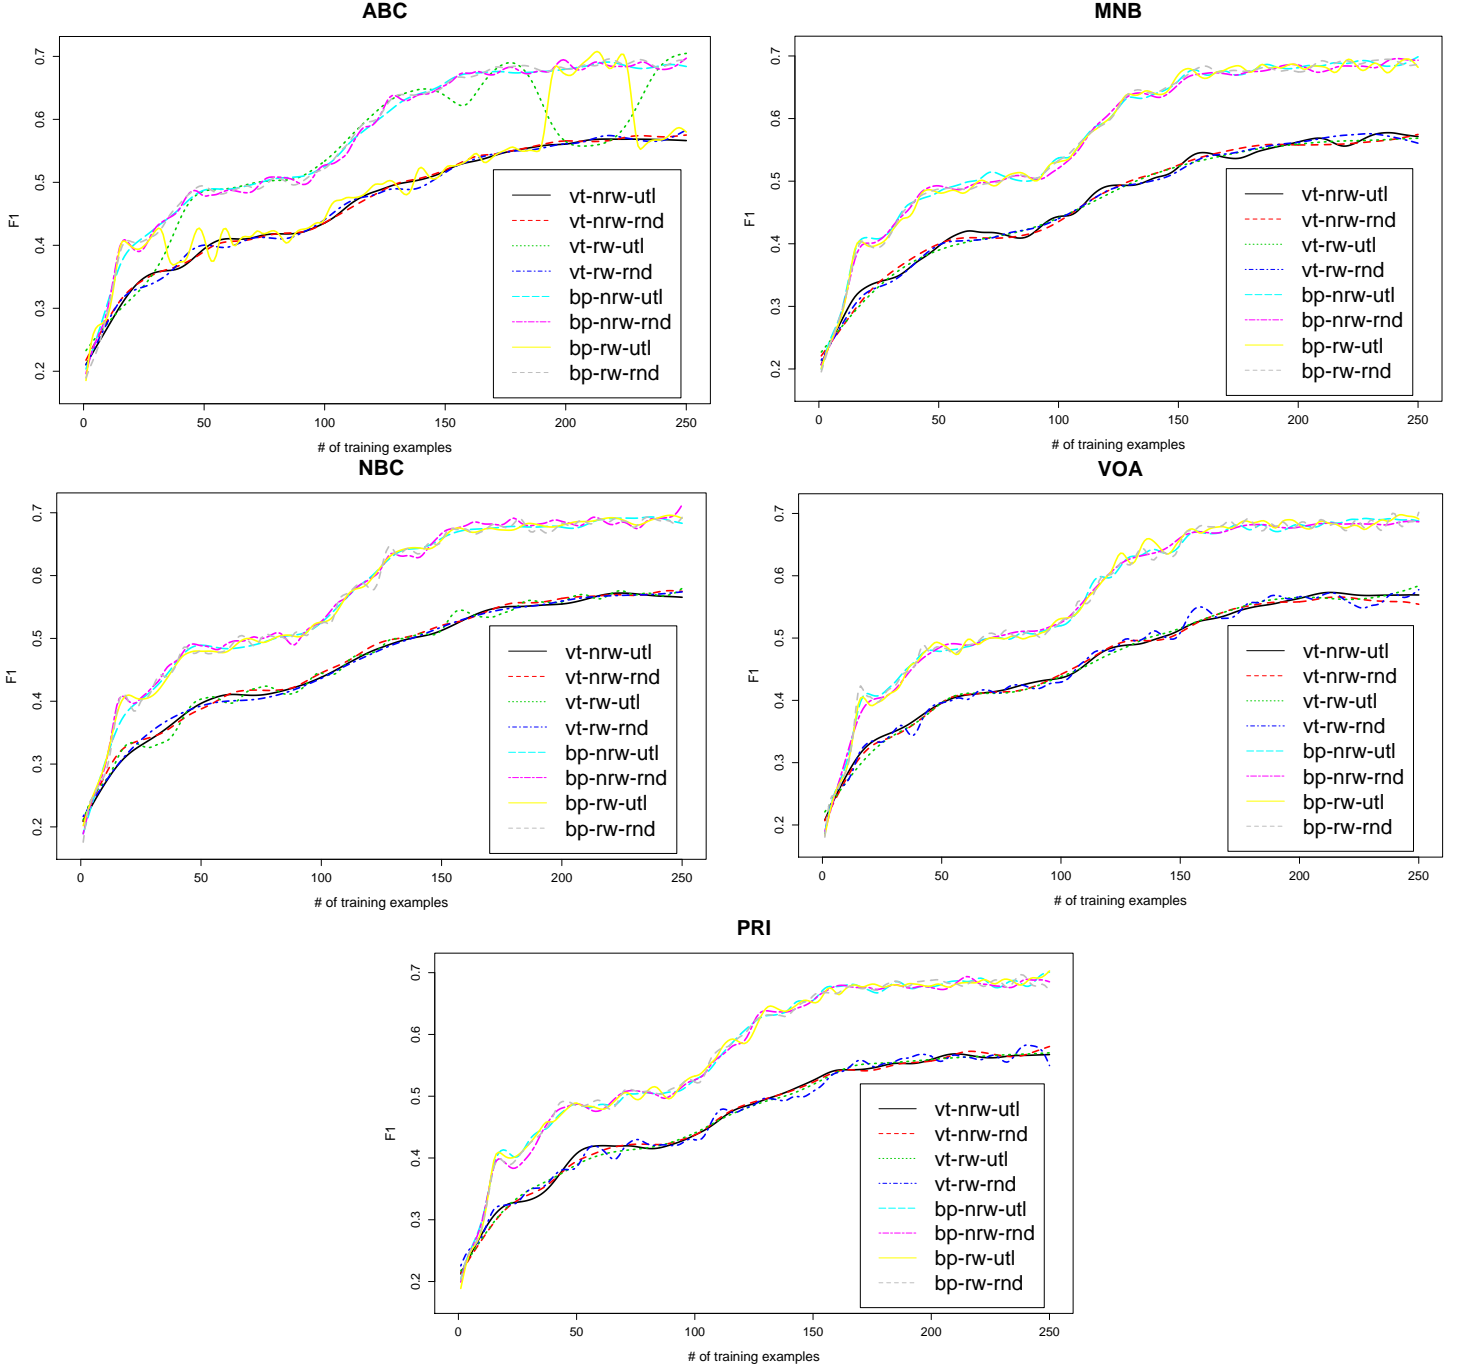 ABC
F1
0.7
0.6
0.5
0.4
0.3
0.2
vt-nrw-utl
vt-nrw-rnd
vt-rw-utl
vt-rw-rnd
bp-nrw-utl
bp-nrw-rnd
bp-rw-utl
bp-rw-rnd
0 50 100 150 200 250
# of training examples
MNB
F1
0.7
0.6
0.5
0.4
0.3
0.2
vt-nrw-utl
vt-nrw-rnd
vt-rw-utl
vt-rw-rnd
bp-nrw-utl
bp-nrw-rnd
bp-rw-utl
bp-rw-rnd
0 50 100 150 200 250
# of training examples
NBC
F1
0.7
0.6
0.5
0.4
0.3
0.2
vt-nrw-utl
vt-nrw-rnd
vt-rw-utl
vt-rw-rnd
bp-nrw-utl
bp-nrw-rnd
bp-rw-utl
bp-rw-rnd
0 50 100 150 200 250
# of training examples
VOA
F1
0.7
0.6
0.5
0.4
0.3
0.2
vt-nrw-utl
vt-nrw-rnd
vt-rw-utl
vt-rw-rnd
bp-nrw-utl
bp-nrw-rnd
bp-rw-utl
bp-rw-rnd
0 50 100 150 200 250
# of training examples
PRI
F1
0.7
0.6
0.5
0.4
0.3
0.2
vt-nrw-utl
vt-nrw-rnd
vt-rw-utl
vt-rw-rnd
bp-nrw-utl
bp-nrw-rnd
bp-rw-utl
bp-rw-rnd
0 50 100 150 200 250
# of training examples